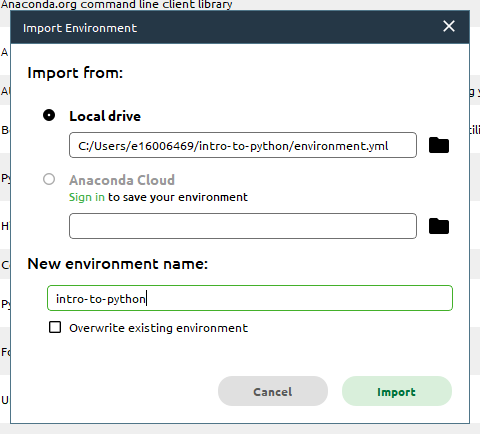 Anaconda.org command line client library
Import Environment
Import from:
Local drive
C:/Users/e16006469/intro-to-python/environment.yml
Anaconda Cloud
Sign in to save your environment
New environment name:
intro-to-python
Overwrite existing environment
Cancel
Import